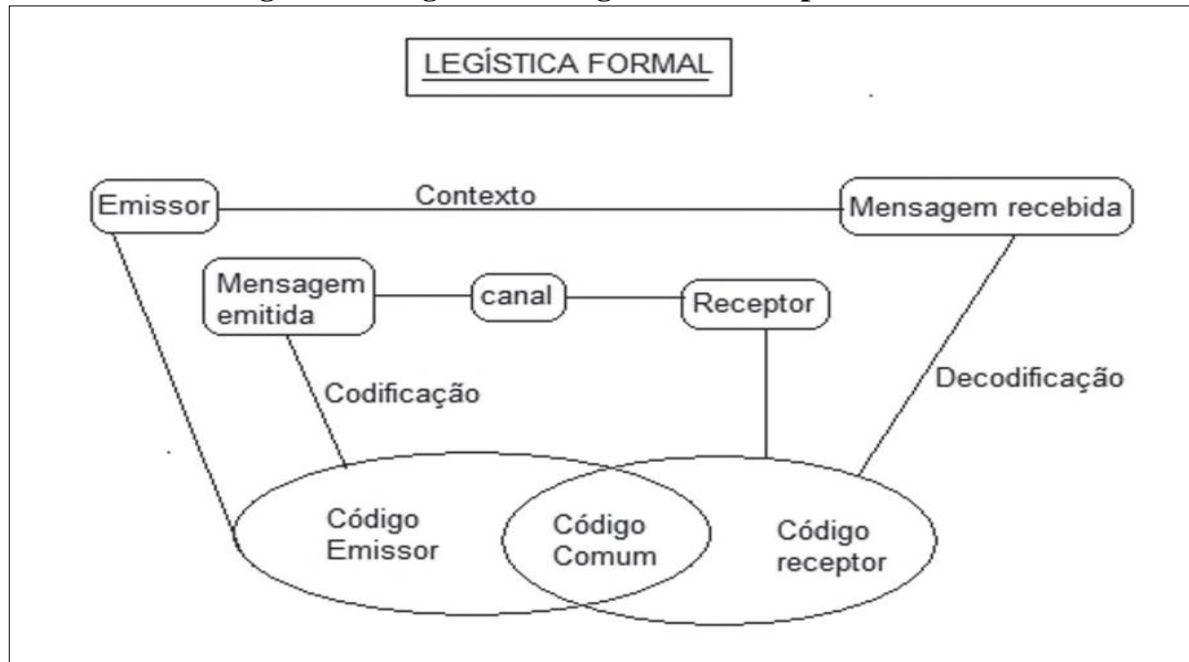 LEGÍSTICA FORMAL
Emissor
Contexto
Mensagem recebida
Mensagem
emitida
canal
Receptor
Codificação
Decodificação
Código
Emissor
Código
Comum
Código
receptor